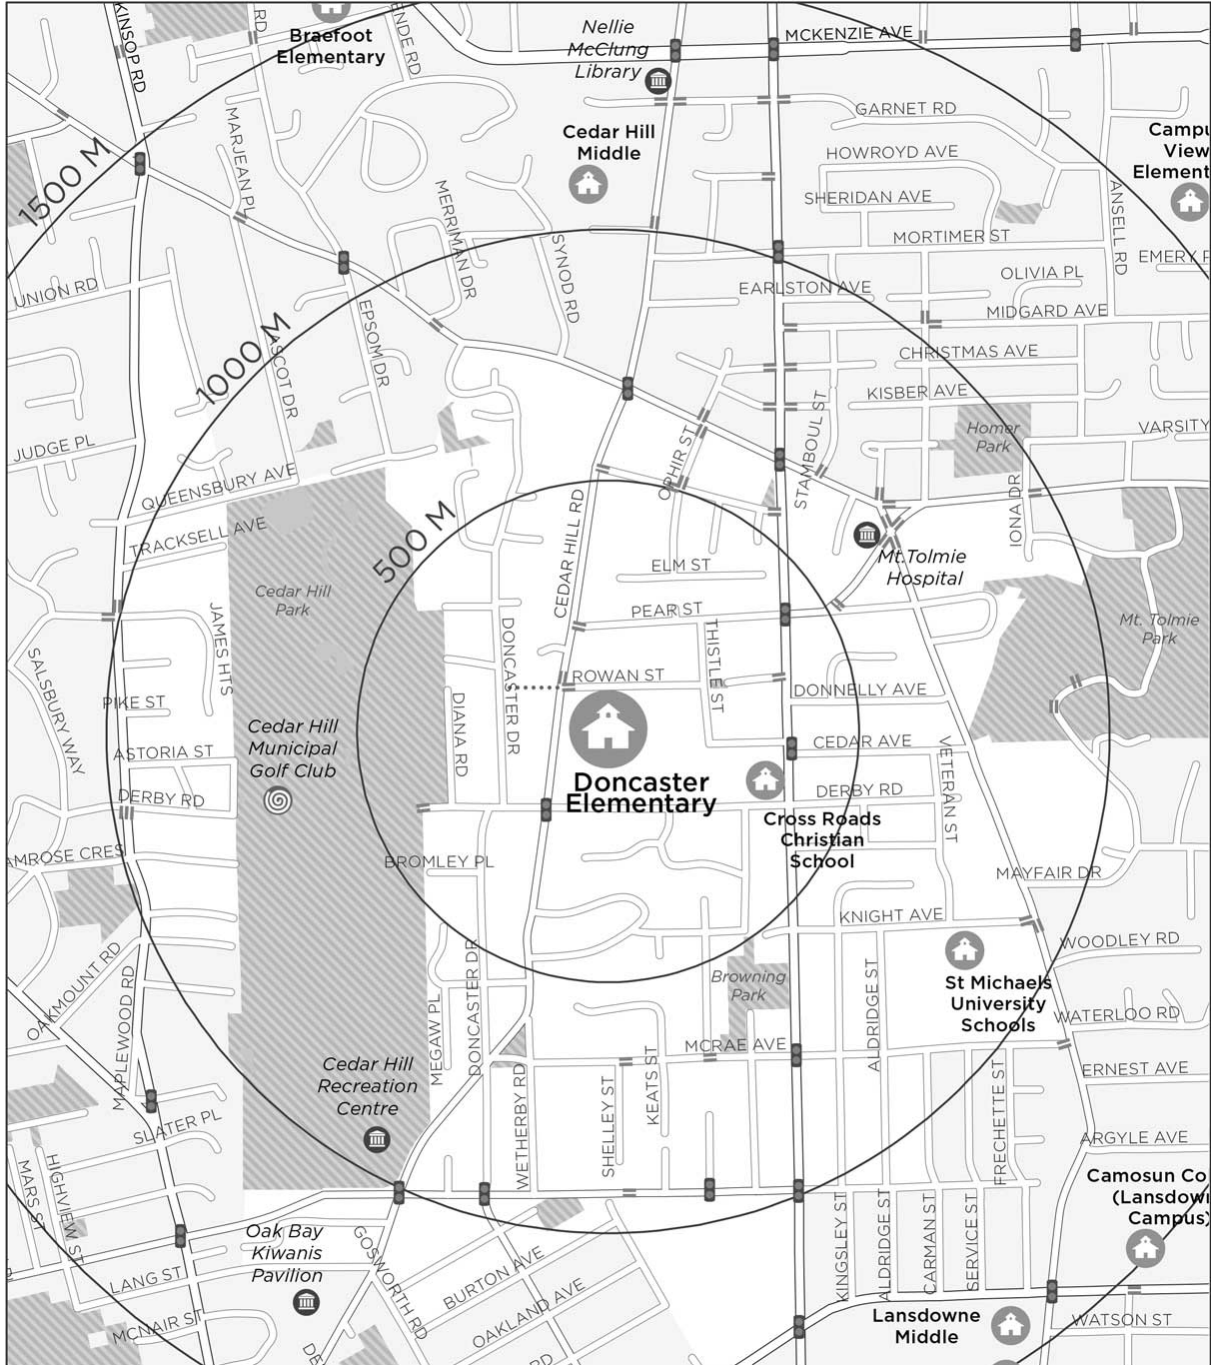 KINSOP RD
Braefoot
Elementary
RD
ENDE RD
Nellie
McClung
Library
MCKENZIE AVE
GARNET RD
Cedar Hill
Middle
HOWROYD AVE
Campu
View
Element
SHERIDAN AVE
MARJEAN PL
MERRIMAN DR
1500 M
ANSELL RD
MORTIMER ST
SYNOD RD
EMERY P
OLIVIA PL
UNION RD
EARLSTON AVE
MIDGARD AVE
EPSOM DR
1000 M
ASCOT DR
CHRISTMAS AVE
KISBER AVE
STAMBOUL ST
Homer
Park
VARSITY
JUDGE PL
OPHIR ST
QUEENSBURY AVE
IONA DR
500 M
CEDAR HILL RD
TRACKSELL AVE
Mt.Tolmie
Hospital
ELM ST
Cedar Hill
Park
PEAR ST
Mt. Tolmie
Park
JAMES HTS
DONCASTER DR
THISTLE ST
SALSBURY WAY
ROWAN ST
DONNELLY AVE
PIKE ST
DIANA RD
Cedar Hill
Municipal
Golf Club
ASTORIA ST
CEDAR AVE
VETERAN ST
Doncaster
Elementary
DERBY RD
DERBY RD
Cross Roads
Christian
School
AMROSE CRES
BROMLEY PL
MAYFAIR DR
KNIGHT AVE
OAKMOUNT RD
WOODLEY RD
MAPLEWOOD RD
DONCASTER DR
MEGAW PL
Browning
Park
ALDRIDGE ST
St Michaels
University
Schools
WATERLOO RD
MCRAE AVE
Cedar Hill
Recreation
Centre
WETHERBY RD
SHELLEY ST
KEATS ST
FRECHETTE ST
ERNEST AVE
SLATER PL
ARGYLE AVE
MARS ST
HIGHVIEW ST
Camosun Co
(Lansdow
Campus)
Oak Bay
Kiwanis
Pavilion
GOSWORTH RD
KINGSLEY ST
ALDRIDGE ST
CARMAN ST
SERVICE ST
LANG ST
BURTON AVE
OAKLAND AVE
MCNAIR ST
Lansdowne
Middle
WATSON ST
RD